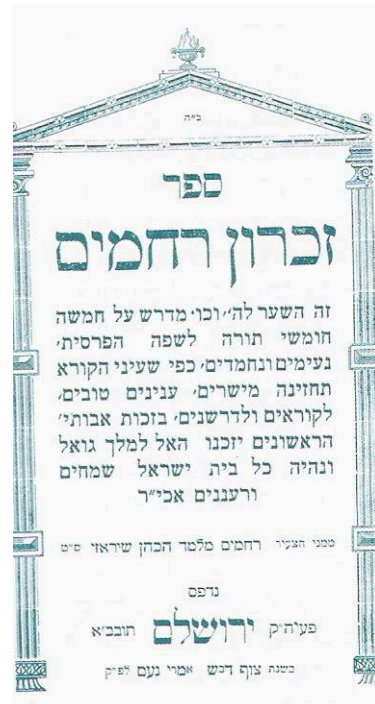 ב״ה
ספר
זכרון רחמים
זה השער לה׳, וכו׳ מדרש על חמשה
חומשי תורה לשפה הפרסית,
נעימים ונחמדים, כפי שעיני הקורא
תחזינה מישרים, ענינים טובים,
לקוראים ולדרשנים, בזכות אבותי׳
הראשונים יזכנו האל למלך גואל
ונהיה כל בית ישראל שמחים
ורעננים אכי״ר
ממני הצעיר רחמים מלמד הכהן שיראזי ס״ט
נדפס
פעיה״ק ירושלם תובב״א
בשנת צוף דבש אמרי נעם לפ״ק